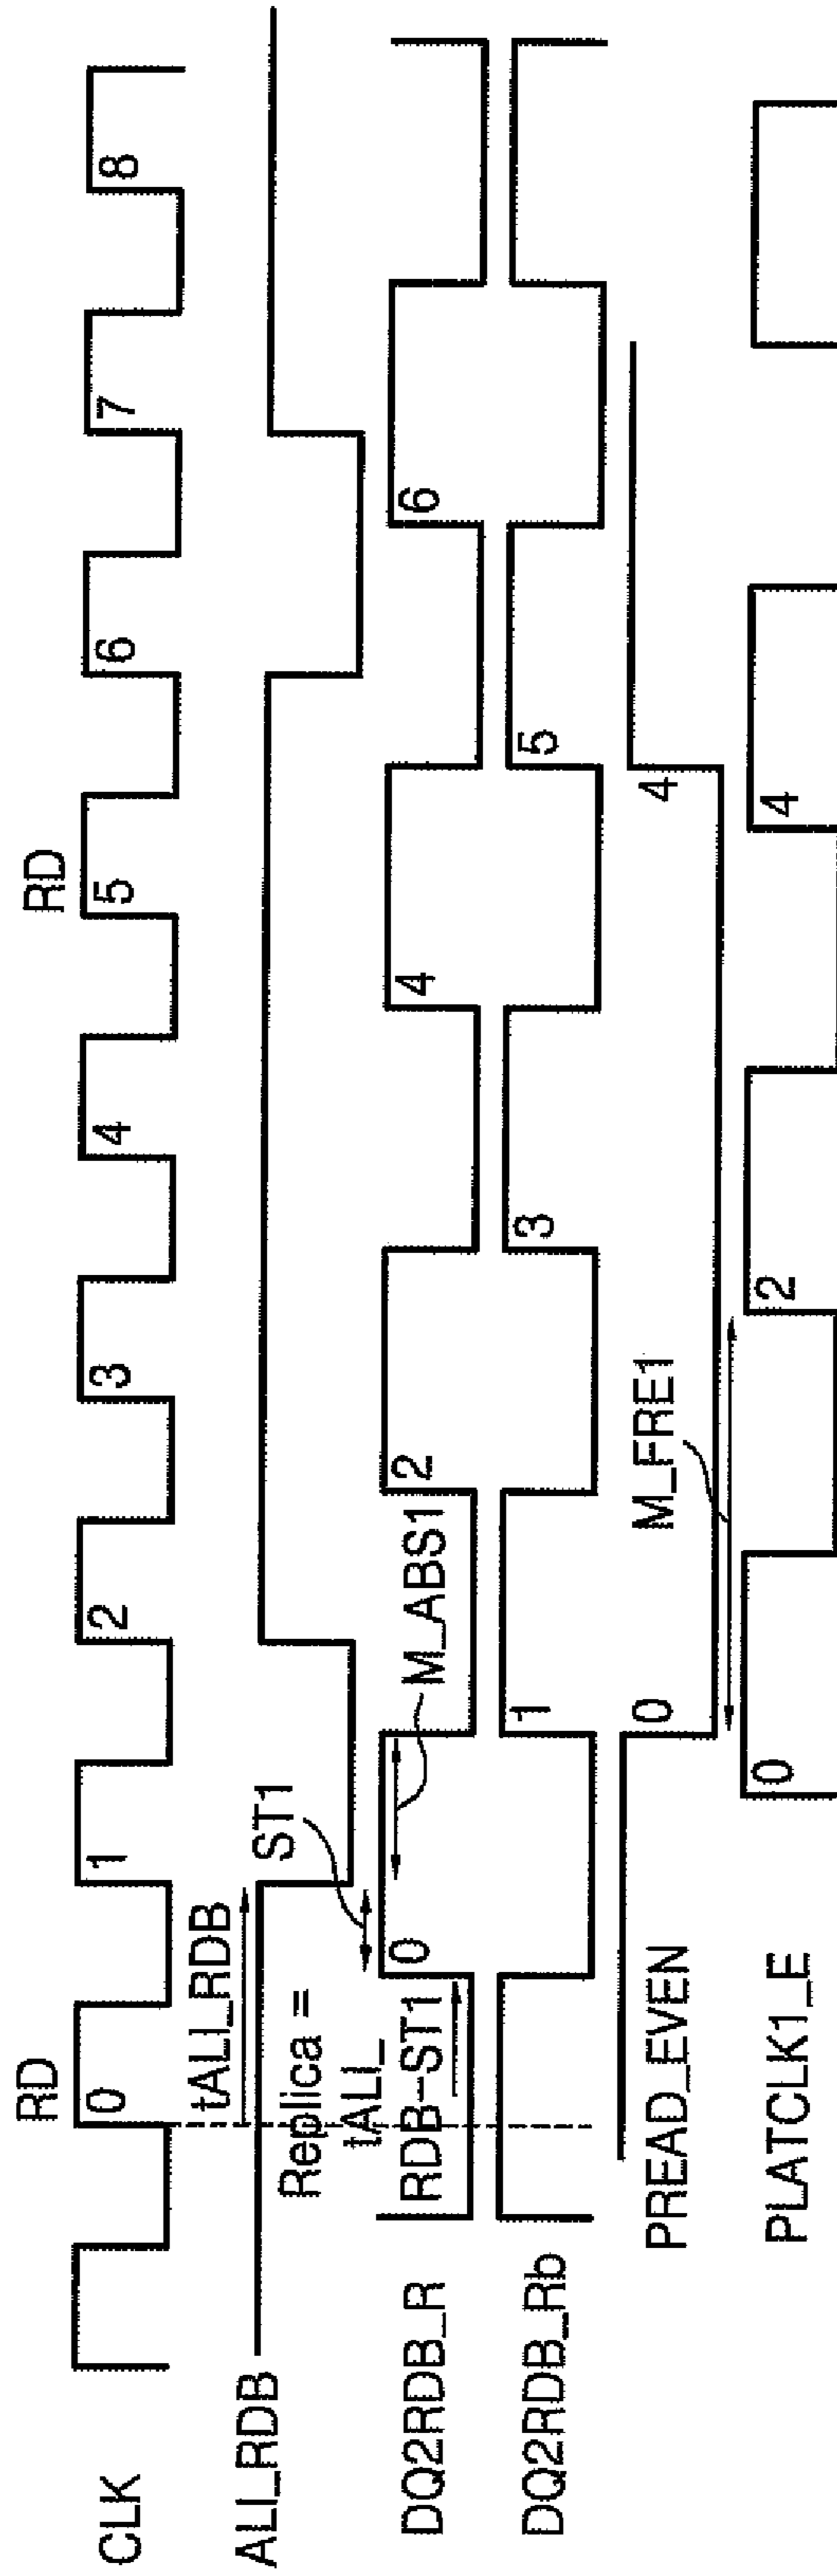 RD
RD
CLK
0
1
2
3
4
5
6
7
8
ALI_RDB
tALI_RDB
ST1
Replica =
tALI_
RDB-ST1
DQ2RDB_R
0
M_ABS1
2
4
6
DQ2RDB_Rb
1
3
5
PREAD_EVEN
0
M_FRE1
4
PLATCLK1_E
0
2
4